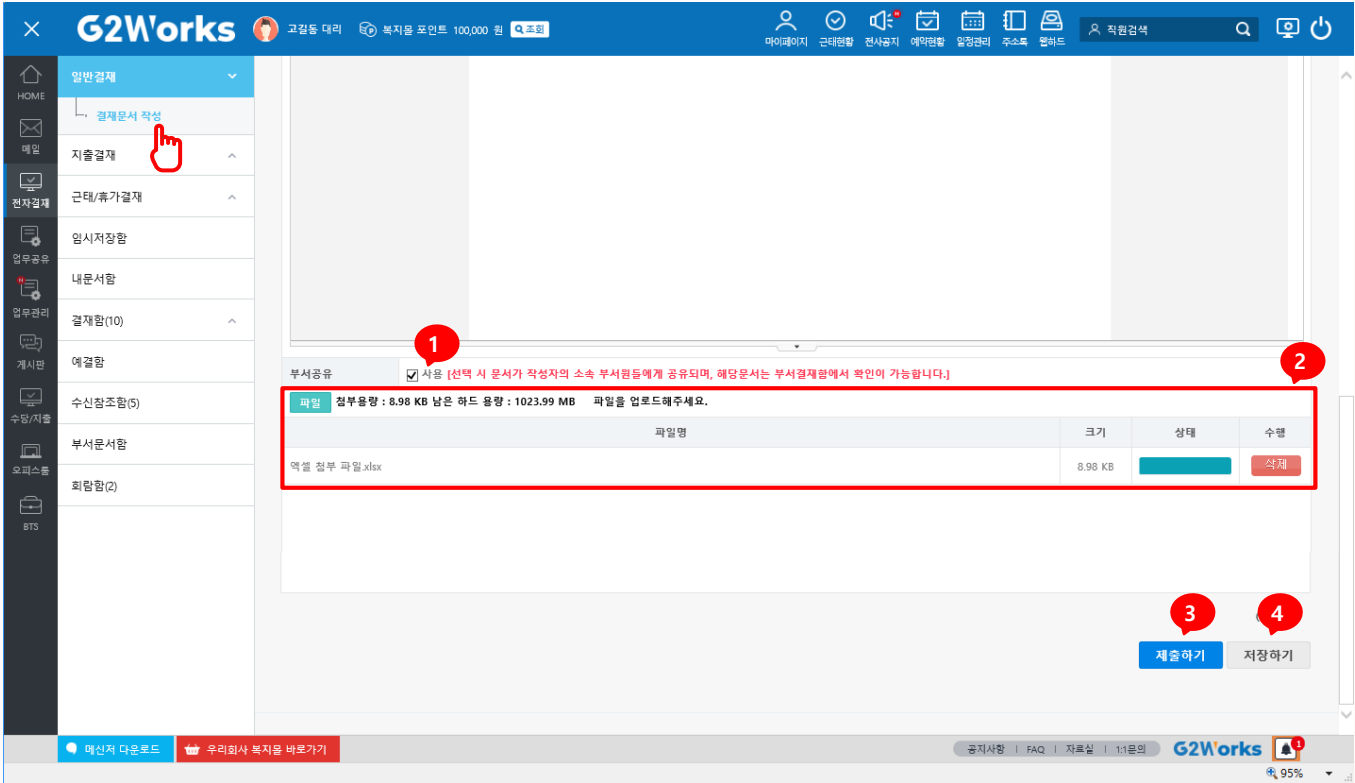 G2Works
고길동 대리
복지몰 포인트 100,000 원
조회
마이페이지
근태현황
전사공지
예약현황
일정관리
주소록
웹하드
직원검색
HOME
메일
전자결재
업무공유
업무관리
게시판
수당/지출
오피스툴
BTS
일반결재
결재문서 작성
지출결재
근태/휴가결재
임시저장함
내문서함
결재함(10)
예결함
수신참조함(5)
부서문서함
회람함(2)
1
부서공유
사용 [선택 시 문서가 작성자의 소속 부서원들에게 공유되며, 해당문서는 부서결재함에서 확인이 가능합니다.]
2
파일 첨부용량 : 8.98 KB 남은 하드 용량 : 1023.99 MB 파일을 업로드해주세요.
파일명 크기 상태 수행
엑셀 첨부 파일.xlsx 8.98 KB 삭제
3 4
제출하기 저장하기
메신저 다운로드
우리회사 복지몰 바로가기
공지사항 | FAQ | 자료실 | 1:1문의
G2Works
1
95%